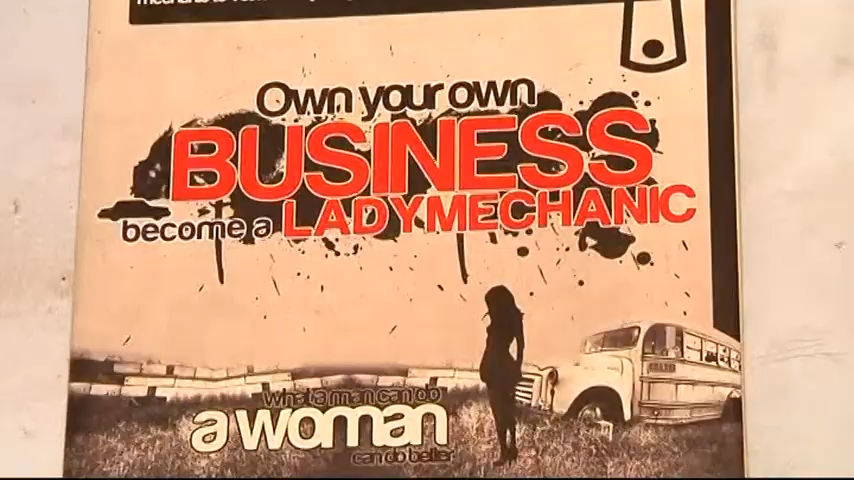 Own your own
BUSINESS
become a LADYMECHANIC
what a man can do
a woman
can do better